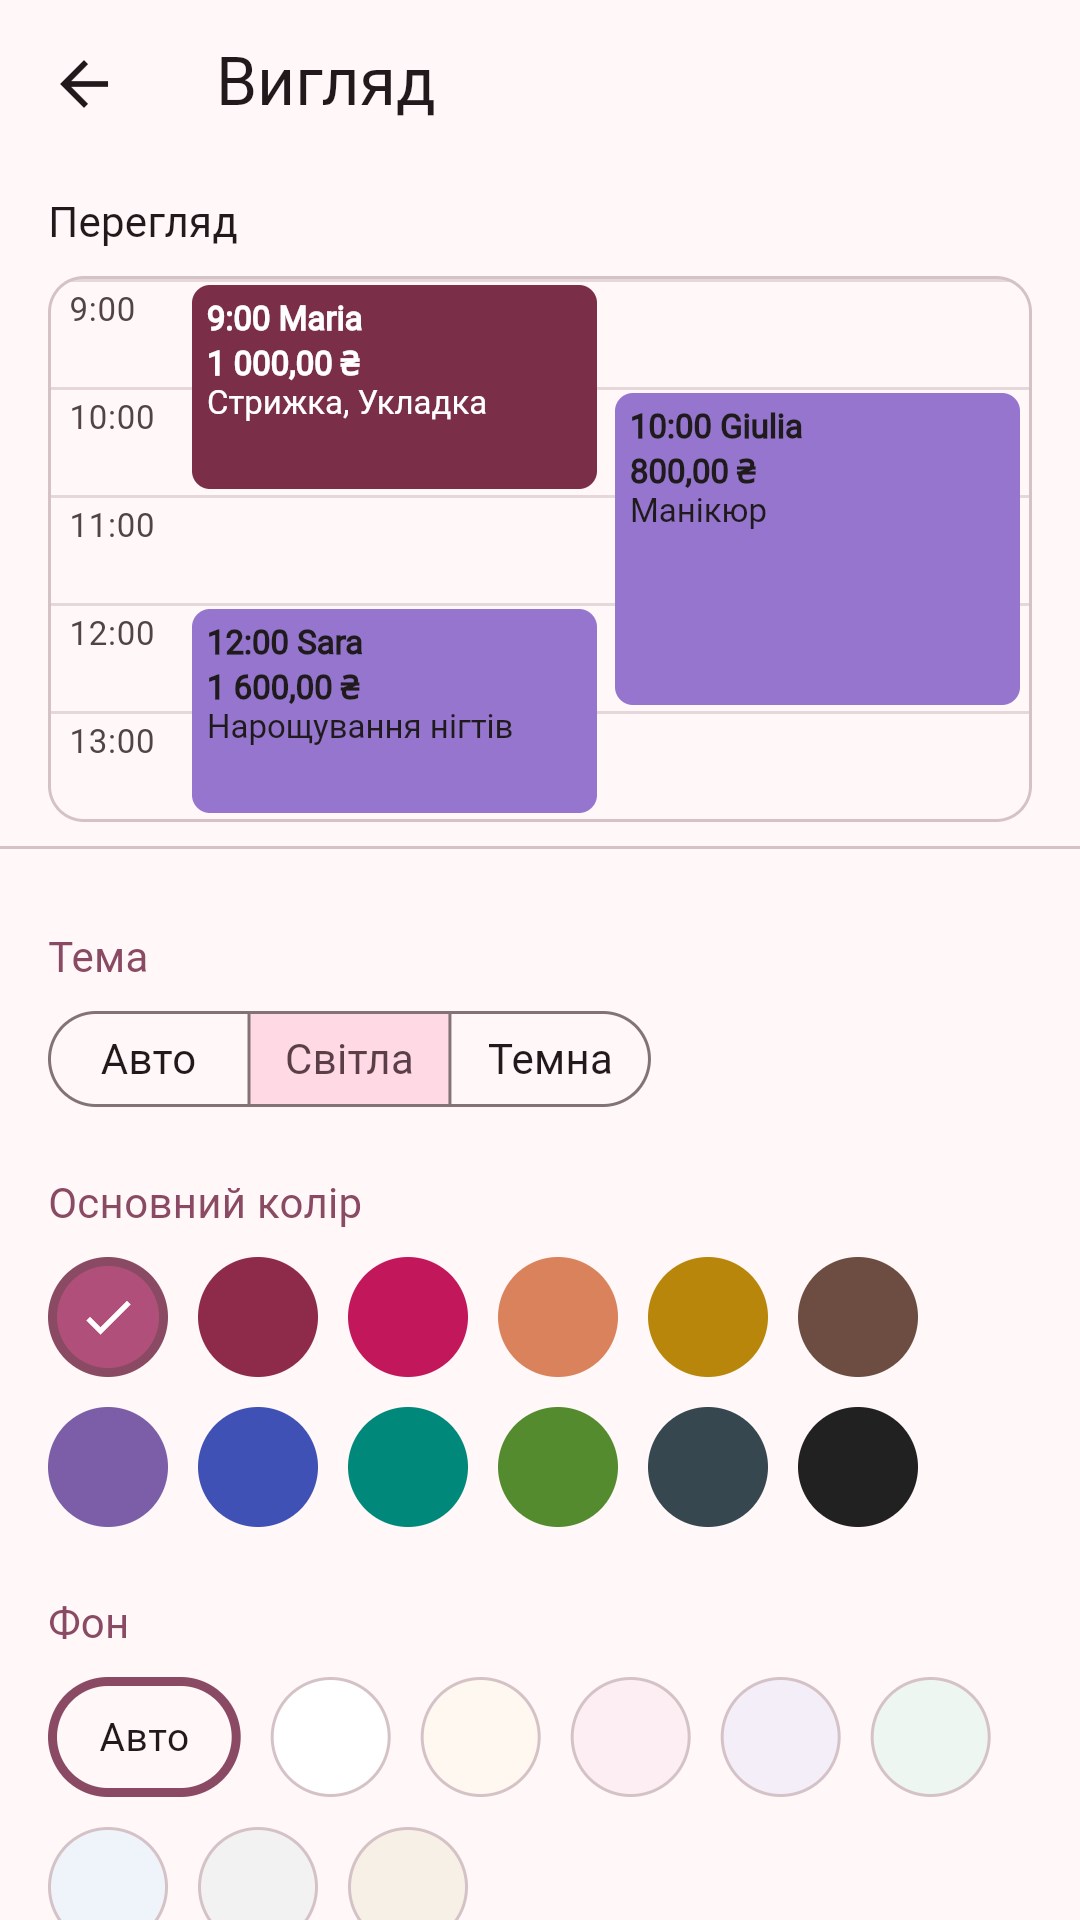 Вигляд
Перегляд
9:00
9:00 Maria
1 000,00 ₴
Стрижка, Укладка
10:00
10:00 Giulia
800,00 ₴
Манікюр
11:00
12:00
12:00 Sara
1 600,00 ₴
Нарощування нігтів
13:00
Тема
Авто
Світла
Темна
Основний колір
Фон
Авто